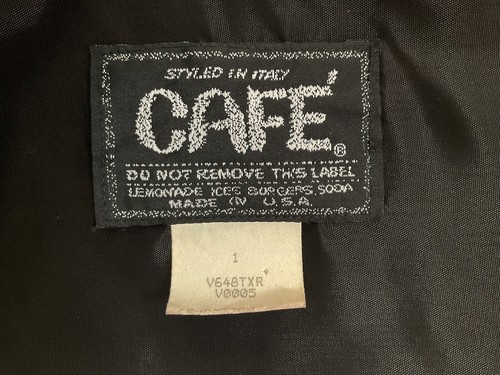 STYLED IN ITALY
CAFÉ ®
DO NOT REMOVE THIS LABEL
LEMONADE ICES BURGERS SODA
MADE IN U.S.A.
1
V648TXR
V0005